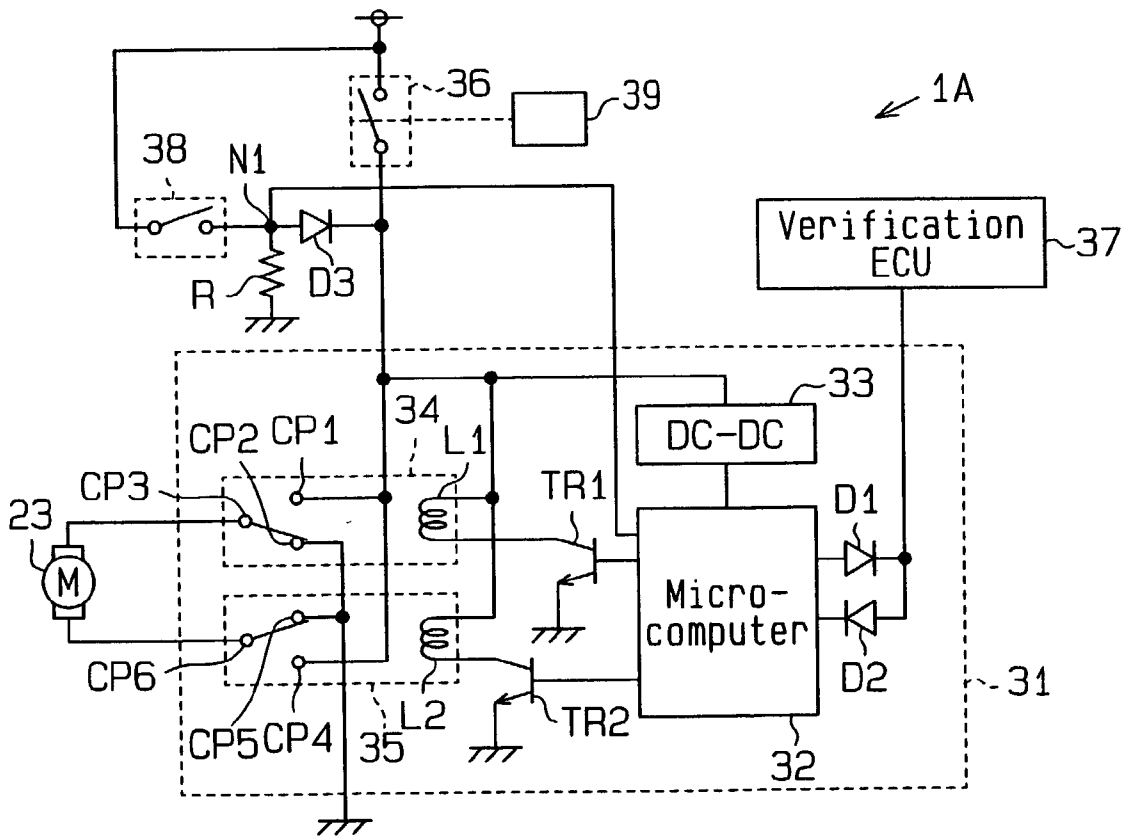 36
39
1A
38
N1
Verification
ECU
37
R
D3
33
34
DC-DC
CP1
CP2
L1
CP3
TR1
D1
23
M
Micro-
computer
CP6
D2
31
L2
TR2
CP5
CP4
35
32